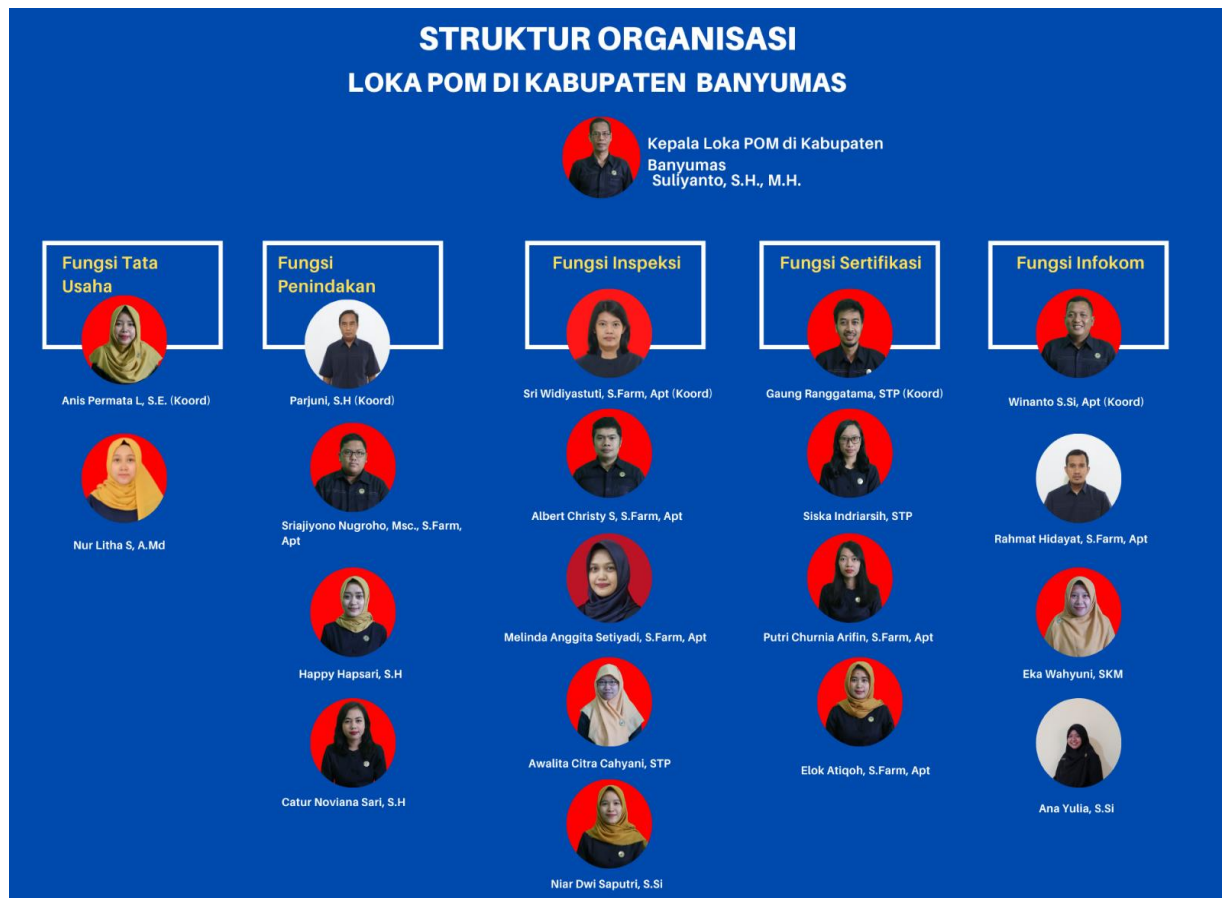 STRUKTUR ORGANISASI
LOKA POM DI KABUPATEN BANYUMAS
Kepala Loka POM di Kabupaten
Banyumas
Suliyanto, S.H., M.H.
Fungsi Tata
Usaha
Anis Permata L, S.E. (Koord)
Nur Litha S, A.Md
Fungsi
Penindakan
Parjuni, S.H (Koord)
Sriajiyono Nugroho, Msc., S.Farm,
Apt
Happy Hapsari, S.H
Catur Noviana Sari, S.H
Fungsi Inspeksi
Sri Widiyastuti, S.Farm, Apt (Koord)
Albert Christy S, S.Farm, Apt
Melinda Anggita Setiyadi, S.Farm, Apt
Awalita Citra Cahyani, STP
Niar Dwi Saputri, S.Si
Fungsi Sertifikasi
Gaung Ranggatama, STP (Koord)
Siska Indriarsih, STP
Putri Churnia Arifin, S.Farm, Apt
Elok Atiqoh, S.Farm, Apt
Fungsi Infokom
Winanto S.Si, Apt (Koord)
Rahmat Hidayat, S.Farm, Apt
Eka Wahyuni, SKM
Ana Yulia, S.Si